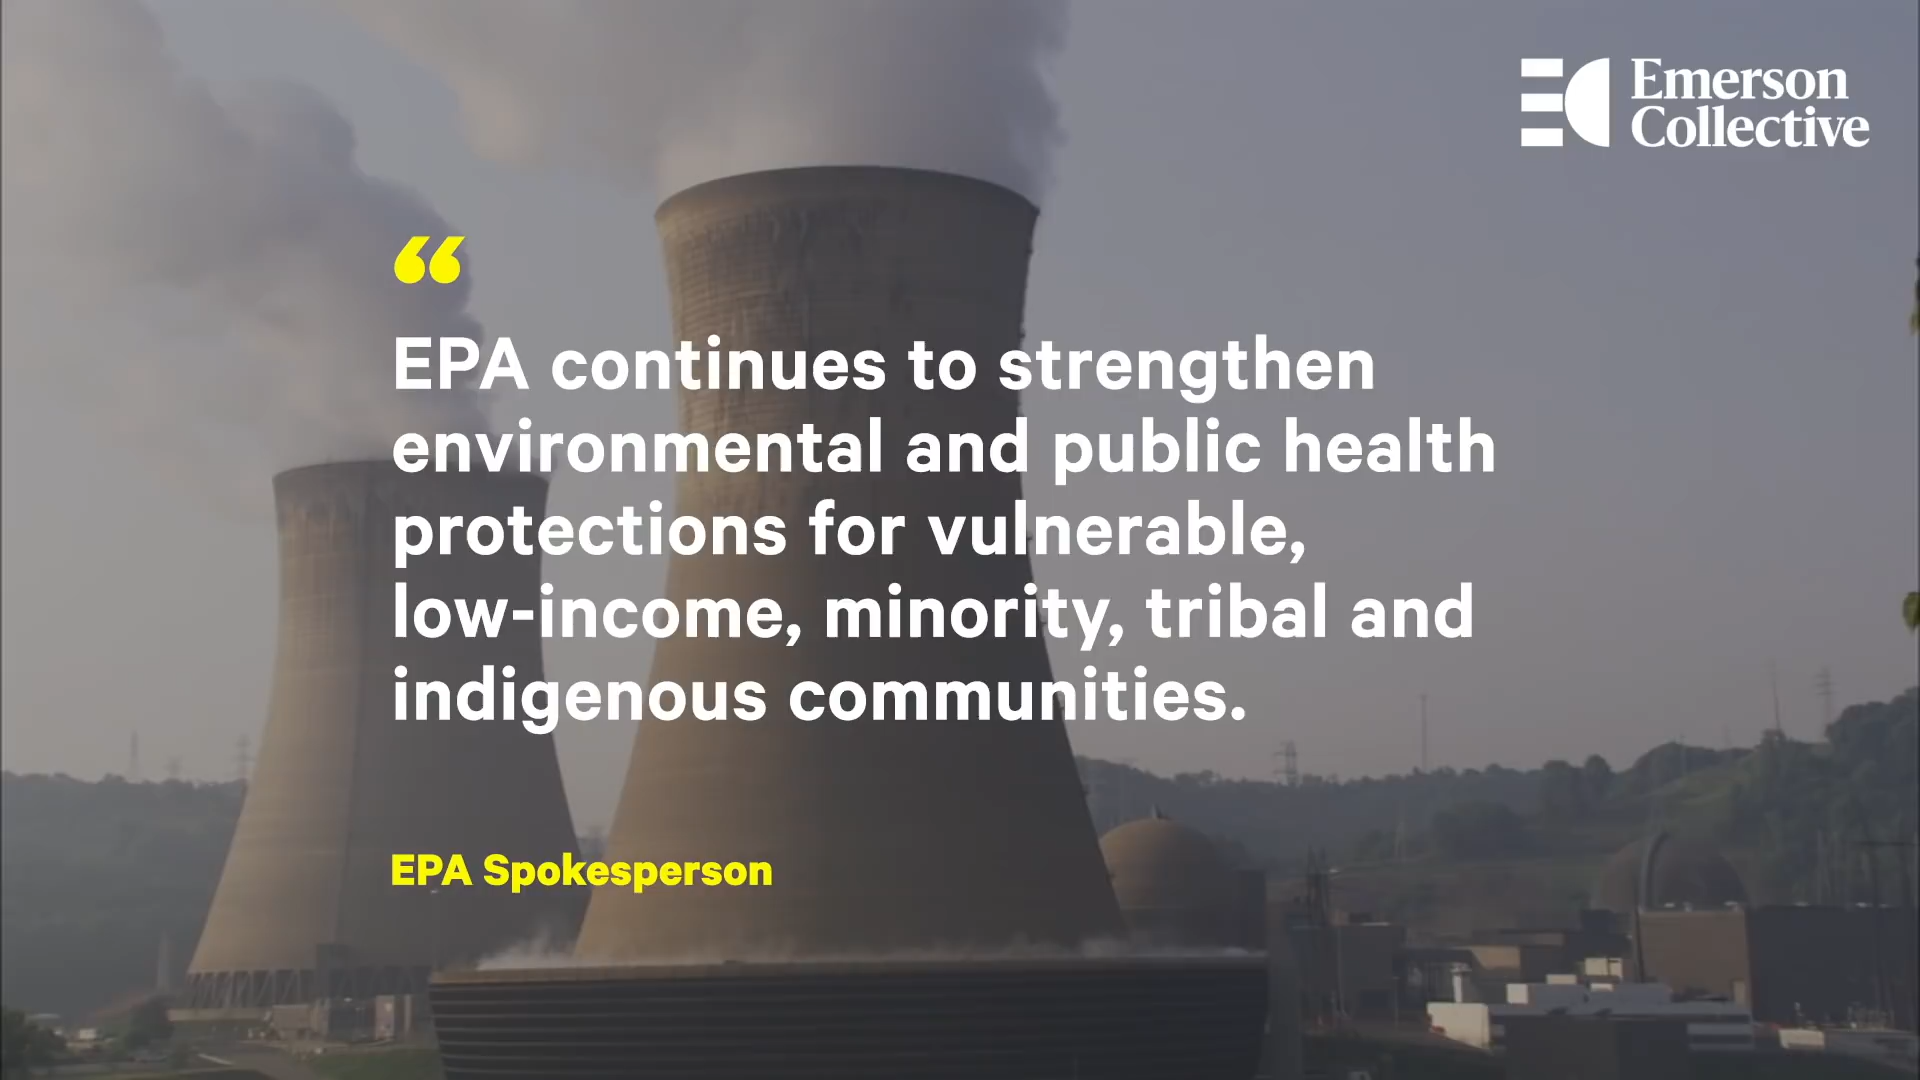 Emerson
Collective
“
EPA continues to strengthen
environmental and public health
protections for vulnerable,
low-income, minority, tribal and
indigenous communities.
EPA Spokesperson